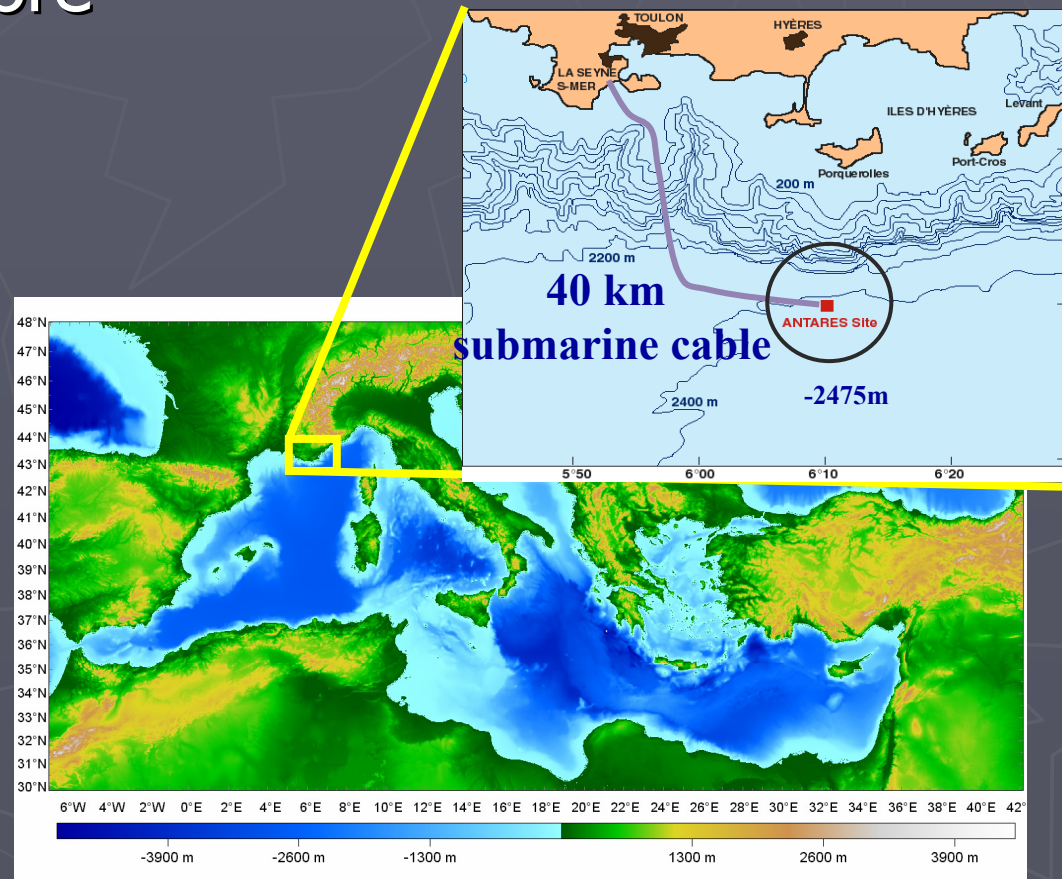 TOULON
HYÈRES
LA SEYNE
S-MER
ILES D'HYÈRES
Levant
Port-Cros
Porquerolles
200 m
2200 m
40 km
submarine cable
ANTARES Site
-2475m
2400 m
5°50 6°00 6°10 6°20
48°N
47°N
46°N
45°N
44°N
43°N
42°N
41°N
40°N
39°N
38°N
37°N
36°N
35°N
34°N
33°N
32°N
31°N
30°N
6°W 4°W 2°W 0°E 2°E 4°E 6°E 8°E 10°E 12°E 14°E 16°E 18°E 20°E 22°E 24°E 26°E 28°E 30°E 32°E 34°E 36°E 38°E 40°E 42°
-3900 m -2600 m -1300 m 1300 m 2600 m 3900 m